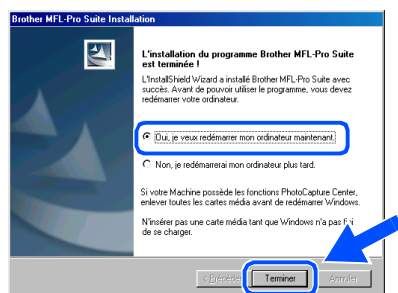 Brother MFL-Pro Suite Installation
L'installation du programme Brother MFL-Pro Suite
est terminée !
L'InstallShield Wizard a installé Brother MFL-Pro Suite avec
succès. Avant de pouvoir utiliser le programme, vous devez
redémarrer votre ordinateur.
Oui, je veux redémarrer mon ordinateur maintenant.
Non, je redémarrerai mon ordinateur plus tard.
Si votre Machine possède les fonctions PhotoCapture Center,
enlever toutes les cartes média avant de redémarrer Windows.
N'insérer pas une carte média tant que Windows n'a pas fini
de se charger.
< Précédent Terminer Annuler